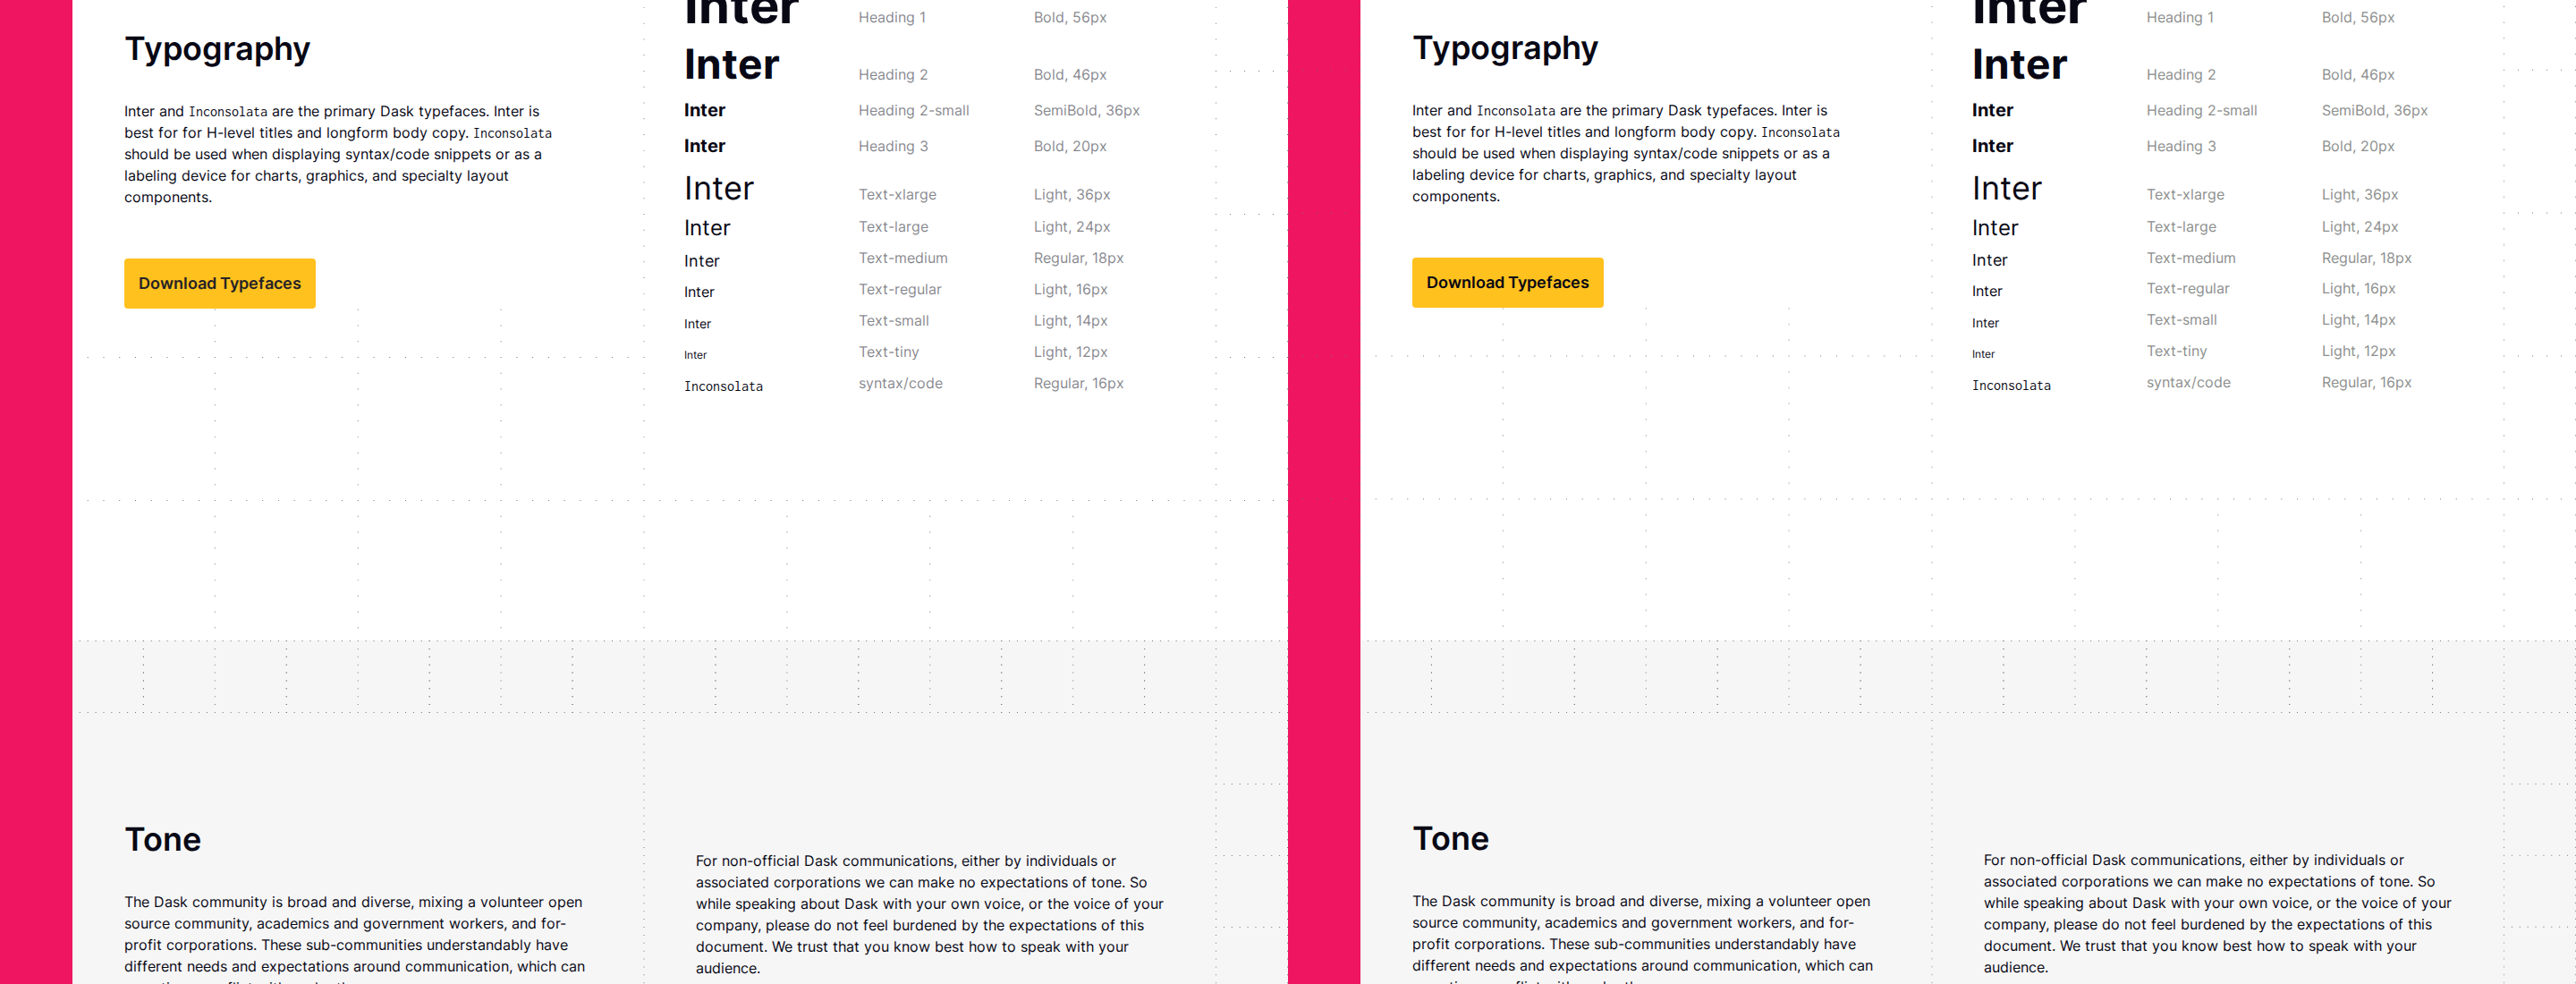 Typography
Inter and Inconsolata are the primary Dask typefaces. Inter is
best for for H-level titles and longform body copy. Inconsolata
should be used when displaying syntax/code snippets or as a
labeling device for charts, graphics, and specialty layout
components.
Download Typefaces
Inter Heading 1 Bold, 56px
Inter Heading 2 Bold, 46px
Inter Heading 2-small SemiBold, 36px
Inter Heading 3 Bold, 20px
Inter Text-xlarge Light, 36px
Inter Text-large Light, 24px
Inter Text-medium Regular, 18px
Inter Text-regular Light, 16px
Inter Text-small Light, 14px
Inter Text-tiny Light, 12px
Inconsolata syntax/code Regular, 16px
Tone
The Dask community is broad and diverse, mixing a volunteer open
source community, academics and government workers, and for-
profit corporations. These sub-communities understandably have
different needs and expectations around communication, which can
For non-official Dask communications, either by individuals or
associated corporations we can make no expectations of tone. So
while speaking about Dask with your own voice, or the voice of your
company, please do not feel burdened by the expectations of this
document. We trust that you know best how to speak with your
audience.
Typography
Inter and Inconsolata are the primary Dask typefaces. Inter is
best for for H-level titles and longform body copy. Inconsolata
should be used when displaying syntax/code snippets or as a
labeling device for charts, graphics, and specialty layout
components.
Download Typefaces
Inter Heading 1 Bold, 56px
Inter Heading 2 Bold, 46px
Inter Heading 2-small SemiBold, 36px
Inter Heading 3 Bold, 20px
Inter Text-xlarge Light, 36px
Inter Text-large Light, 24px
Inter Text-medium Regular, 18px
Inter Text-regular Light, 16px
Inter Text-small Light, 14px
Inter Text-tiny Light, 12px
Inconsolata syntax/code Regular, 16px
Tone
The Dask community is broad and diverse, mixing a volunteer open
source community, academics and government workers, and for-
profit corporations. These sub-communities understandably have
different needs and expectations around communication, which can
For non-official Dask communications, either by individuals or
associated corporations we can make no expectations of tone. So
while speaking about Dask with your own voice, or the voice of your
company, please do not feel burdened by the expectations of this
document. We trust that you know best how to speak with your
audience.